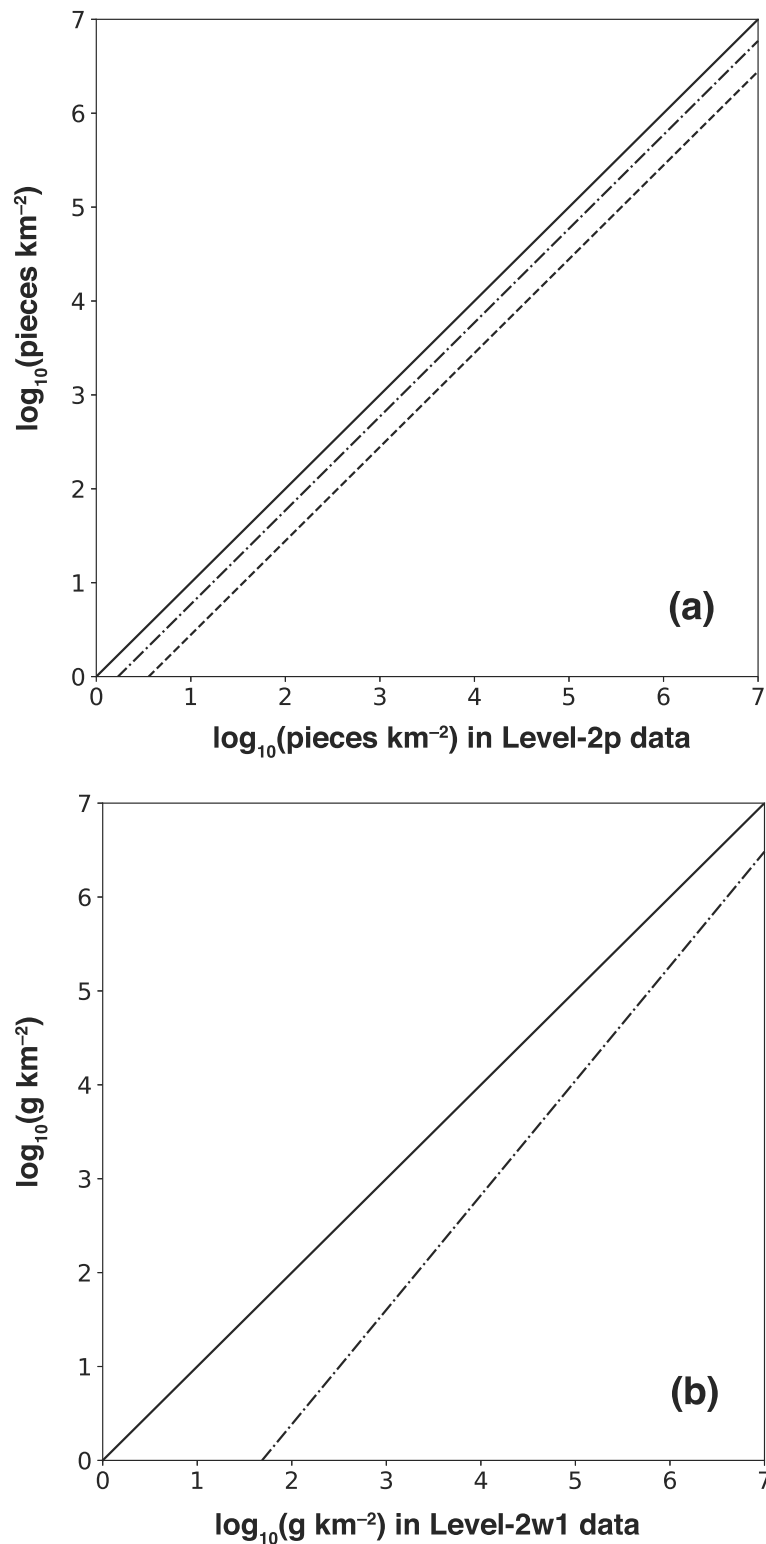 7
6
5
4
3
2
1
0
log₁₀(pieces km⁻²)
(a)
0 1 2 3 4 5 6 7
log₁₀(pieces km⁻²) in Level-2p data
7
6
5
4
3
2
1
0
log₁₀(g km⁻²)
(b)
0 1 2 3 4 5 6 7
log₁₀(g km⁻²) in Level-2w1 data